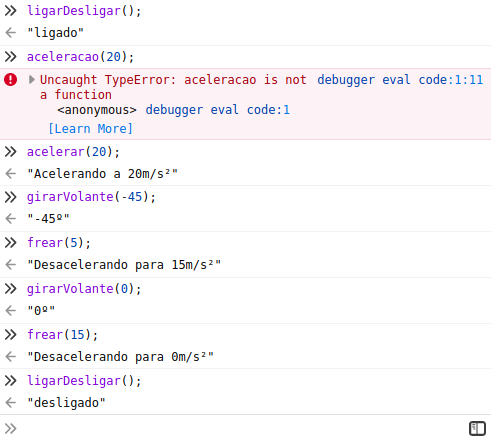 ligarDesligar();
"ligado"
aceleracao(20);
Uncaught TypeError: aceleracao is not a function debugger eval code:1:11
<anonymous> debugger eval code:1
[Learn More]
acelerar(20);
"Acelerando a 20m/s²"
girarVolante(-45);
"-45º"
frear(5);
"Desacelerando para 15m/s²"
girarVolante(0);
"0º"
frear(15);
"Desacelerando para 0m/s²"
ligarDesligar();
"desligado"